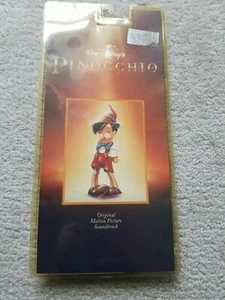 Walt Disney's
PINOCCHIO
Original
Motion Picture
Soundtrack